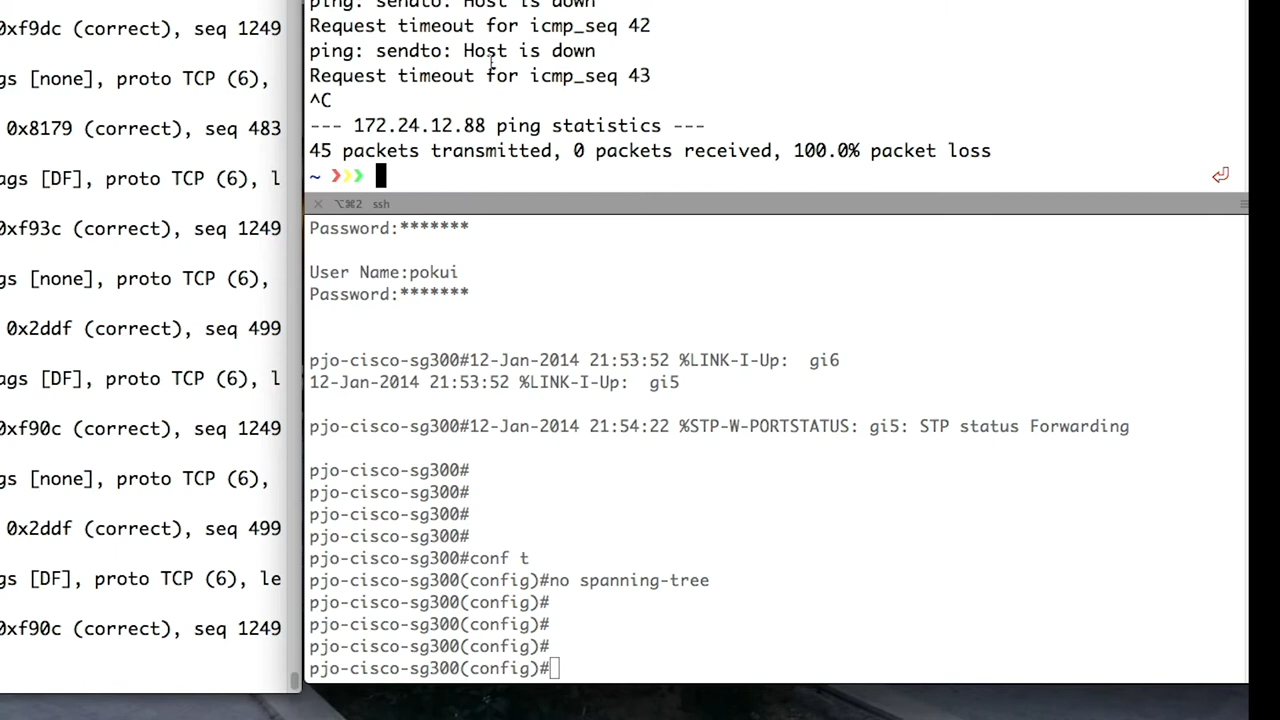 0xf9dc (correct), seq 1249
gs [none], proto TCP (6),
0x8179 (correct), seq 483
ags [DF], proto TCP (6), l
0xf93c (correct), seq 1249
gs [none], proto TCP (6),
0x2ddf (correct), seq 499
ags [DF], proto TCP (6), l
0xf90c (correct), seq 1249
gs [none], proto TCP (6),
0x2ddf (correct), seq 499
gs [DF], proto TCP (6), le
0xf90c (correct), seq 1249
ping: sendto: Host is down
Request timeout for icmp_seq 42
ping: sendto: Host is down
Request timeout for icmp_seq 43
^C
--- 172.24.12.88 ping statistics ---
45 packets transmitted, 0 packets received, 100.0% packet loss
~ ❯❯❯
⌥⌘2 ssh
Password:*******
User Name:pokui
Password:*******
pjo-cisco-sg300#12-Jan-2014 21:53:52 %LINK-I-Up:  gi6
12-Jan-2014 21:53:52 %LINK-I-Up:  gi5
pjo-cisco-sg300#12-Jan-2014 21:54:22 %STP-W-PORTSTATUS: gi5: STP status Forwarding
pjo-cisco-sg300#
pjo-cisco-sg300#
pjo-cisco-sg300#
pjo-cisco-sg300#
pjo-cisco-sg300#conf t
pjo-cisco-sg300(config)#no spanning-tree
pjo-cisco-sg300(config)#
pjo-cisco-sg300(config)#
pjo-cisco-sg300(config)#
pjo-cisco-sg300(config)#